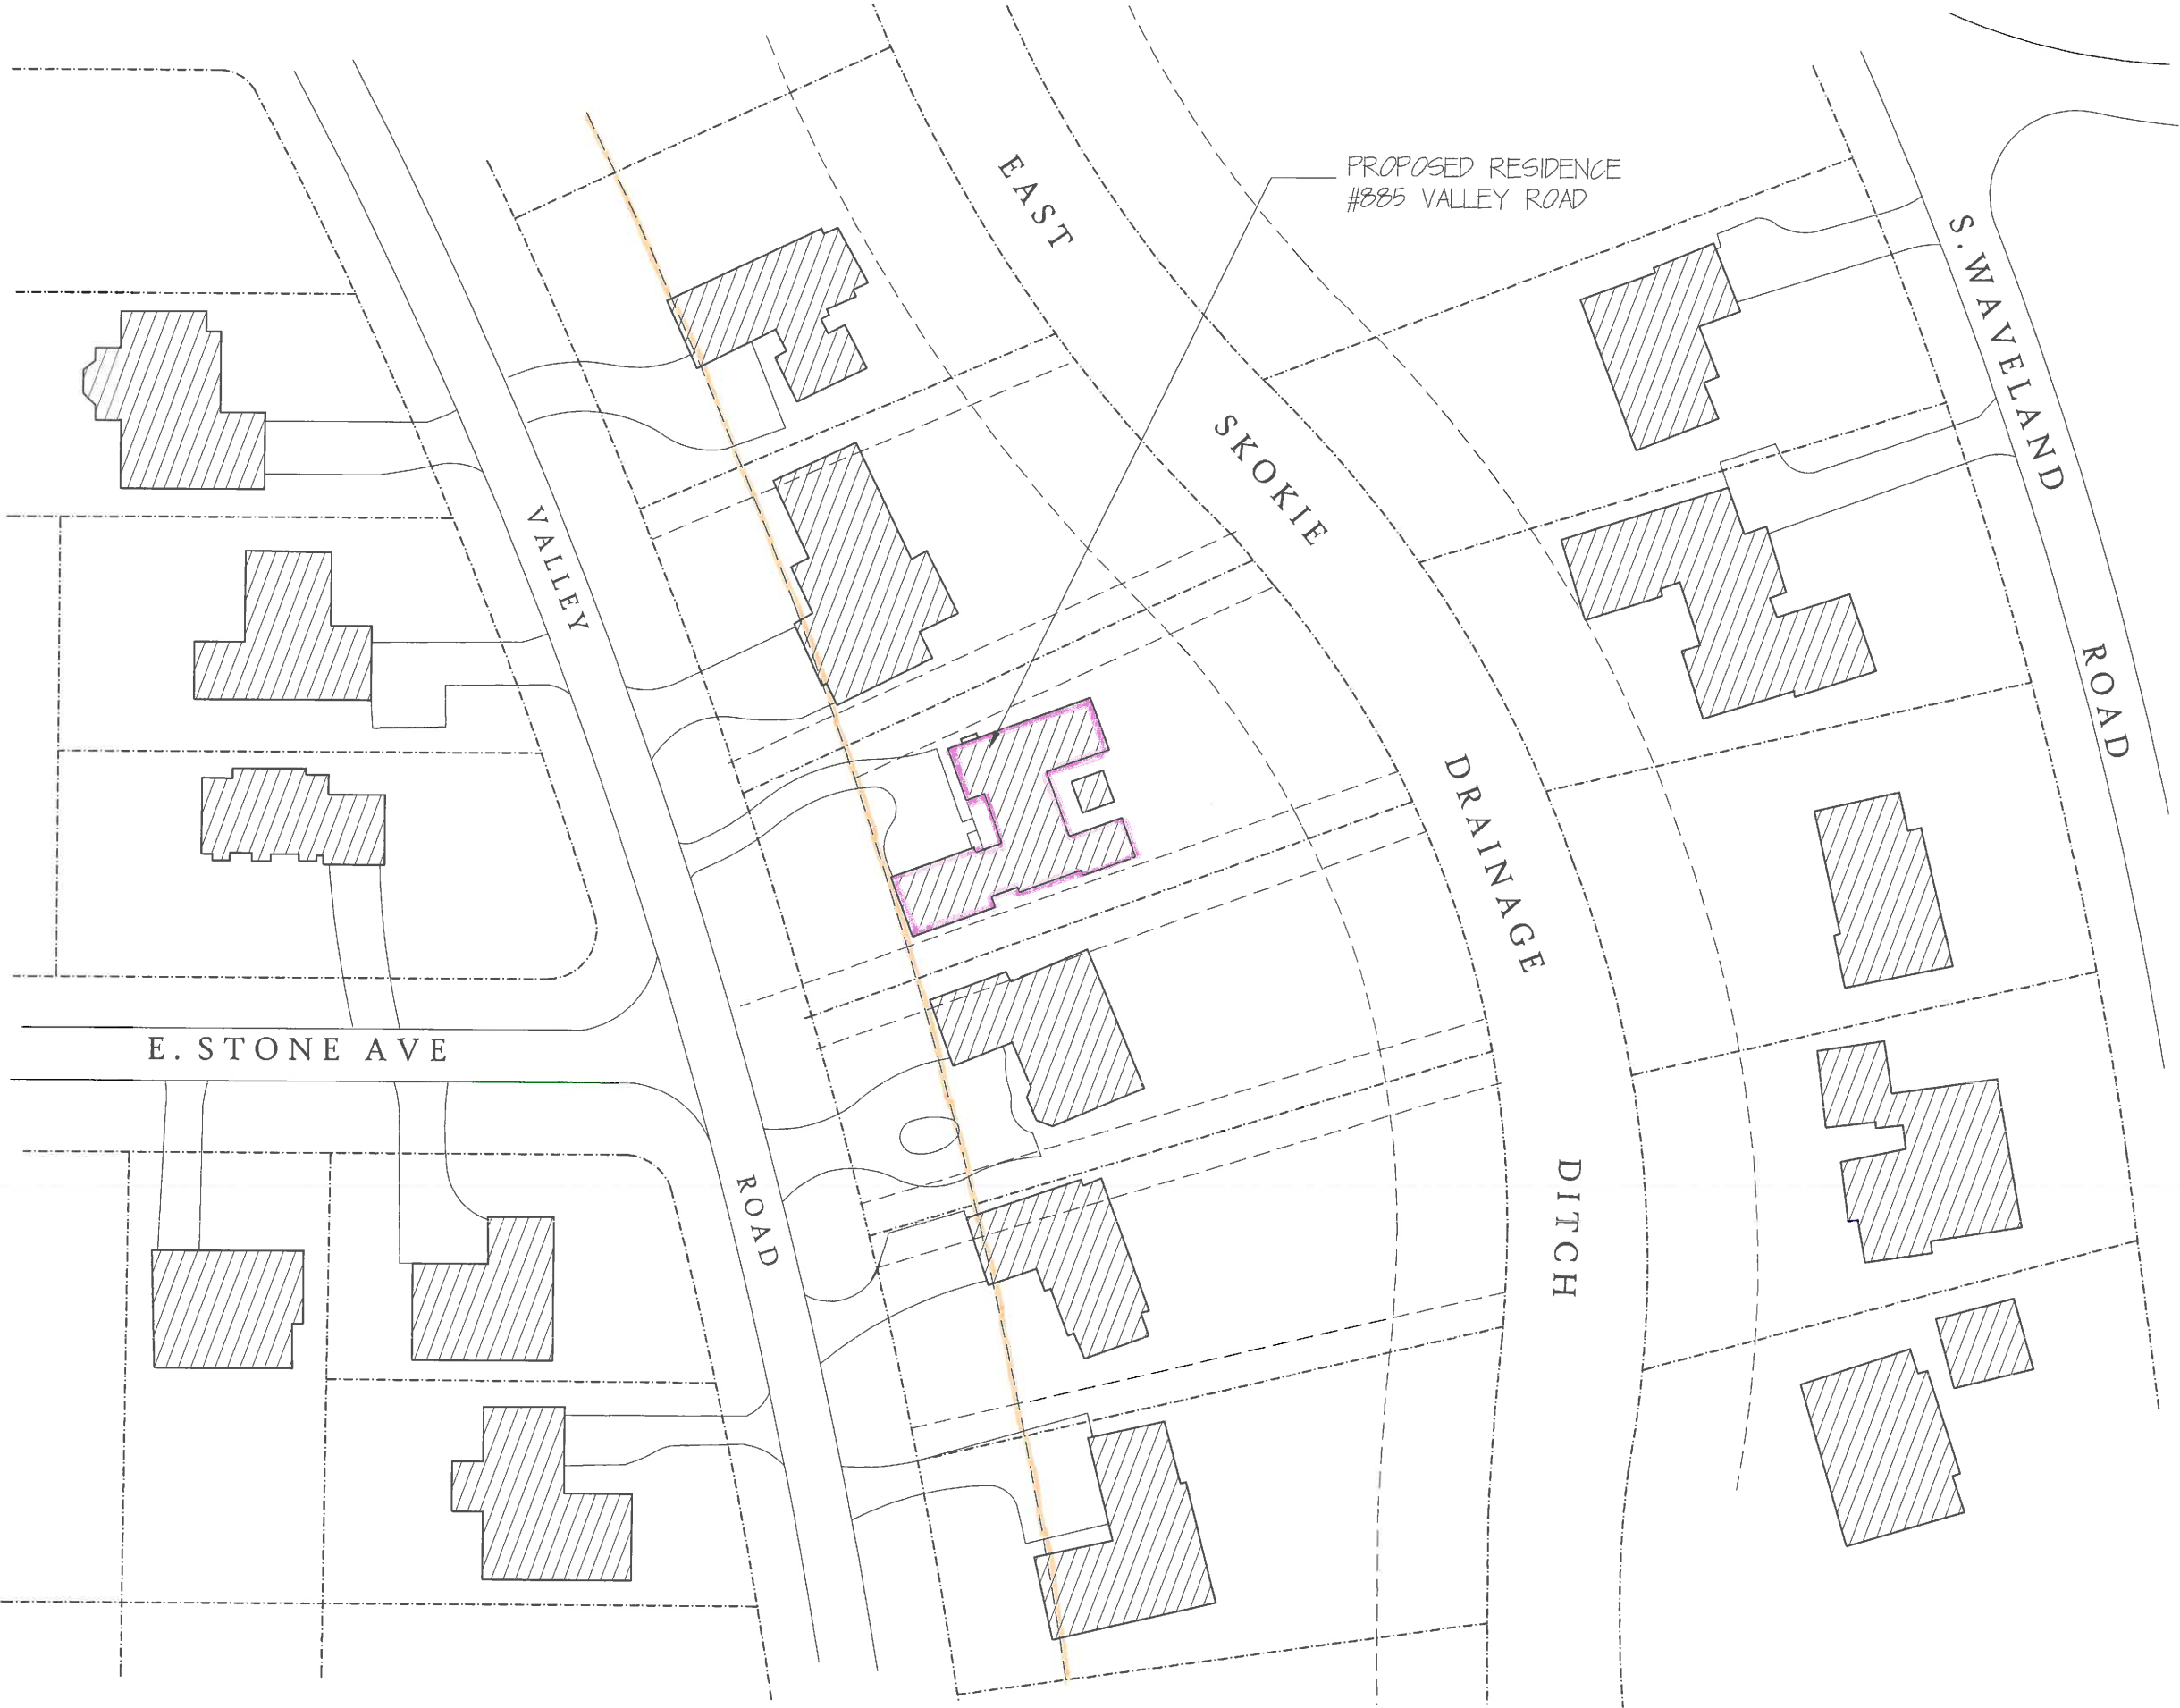 PROPOSED RESIDENCE
#885 VALLEY ROAD
EAST SKOKIE DRAINAGE DITCH
S. WAVELAND ROAD
VALLEY ROAD
E. STONE AVE